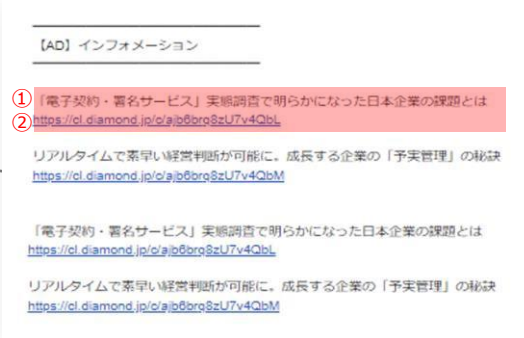 【AD】インフォメーション
①「電子契約・署名サービス」実態調査で明らかになった日本企業の課題とは
②https://cl.diamond.jp/c/ajb6brq8zU7v4QbL
リアルタイムで素早い経営判断が可能に。成長する企業の「予実管理」の秘訣
https://cl.diamond.jp/c/ajb6brq8zU7v4QbM
「電子契約・署名サービス」実態調査で明らかになった日本企業の課題とは
https://cl.diamond.jp/c/ajb6brq8zU7v4QbL
リアルタイムで素早い経営判断が可能に。成長する企業の「予実管理」の秘訣
https://cl.diamond.jp/c/ajb6brq8zU7v4QbM